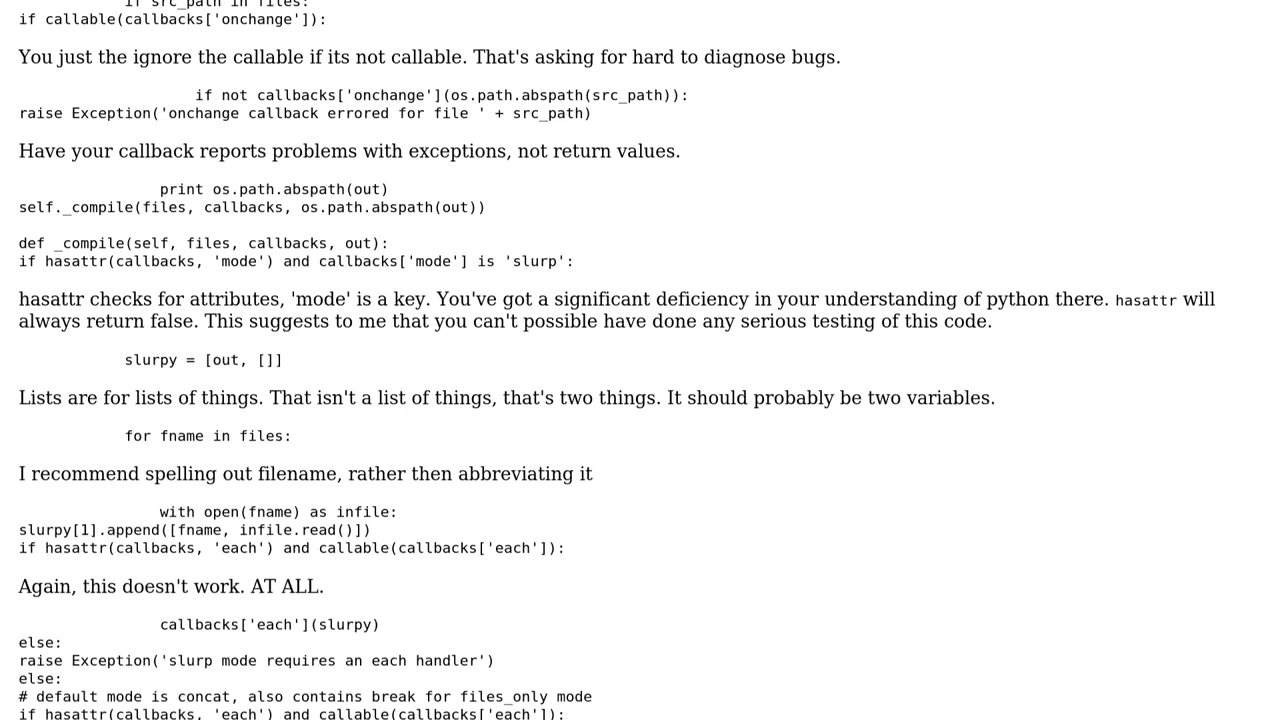 if src_path in files:
if callable(callbacks['onchange']):
You just the ignore the callable if its not callable. That's asking for hard to diagnose bugs.
if not callbacks['onchange'](os.path.abspath(src_path)):
raise Exception('onchange callback errored for file ' + src_path)
Have your callback reports problems with exceptions, not return values.
print os.path.abspath(out)
self._compile(files, callbacks, os.path.abspath(out))
def _compile(self, files, callbacks, out):
if hasattr(callbacks, 'mode') and callbacks['mode'] is 'slurp':
hasattr checks for attributes, 'mode' is a key. You've got a significant deficiency in your understanding of python there. hasattr will
always return false. This suggests to me that you can't possible have done any serious testing of this code.
slurpy = [out, []]
Lists are for lists of things. That isn't a list of things, that's two things. It should probably be two variables.
for fname in files:
I recommend spelling out filename, rather then abbreviating it
with open(fname) as infile:
slurpy[1].append([fname, infile.read()])
if hasattr(callbacks, 'each') and callable(callbacks['each']):
Again, this doesn't work. AT ALL.
callbacks['each'](slurpy)
else:
raise Exception('slurp mode requires an each handler')
else:
# default mode is concat, also contains break for files_only mode
if hasattr(callbacks, 'each') and callable(callbacks['each']):